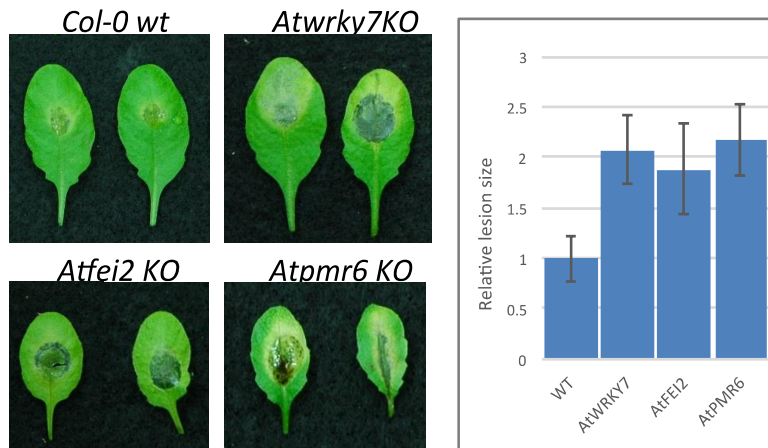 Col-0 wt
Atwrky7KO
Atfei2 KO
Atpmr6 KO
Relative lesion size
3
2.5
2
1.5
1
0.5
0
WT
AtWRKY7
AtFEI2
AtPMR6